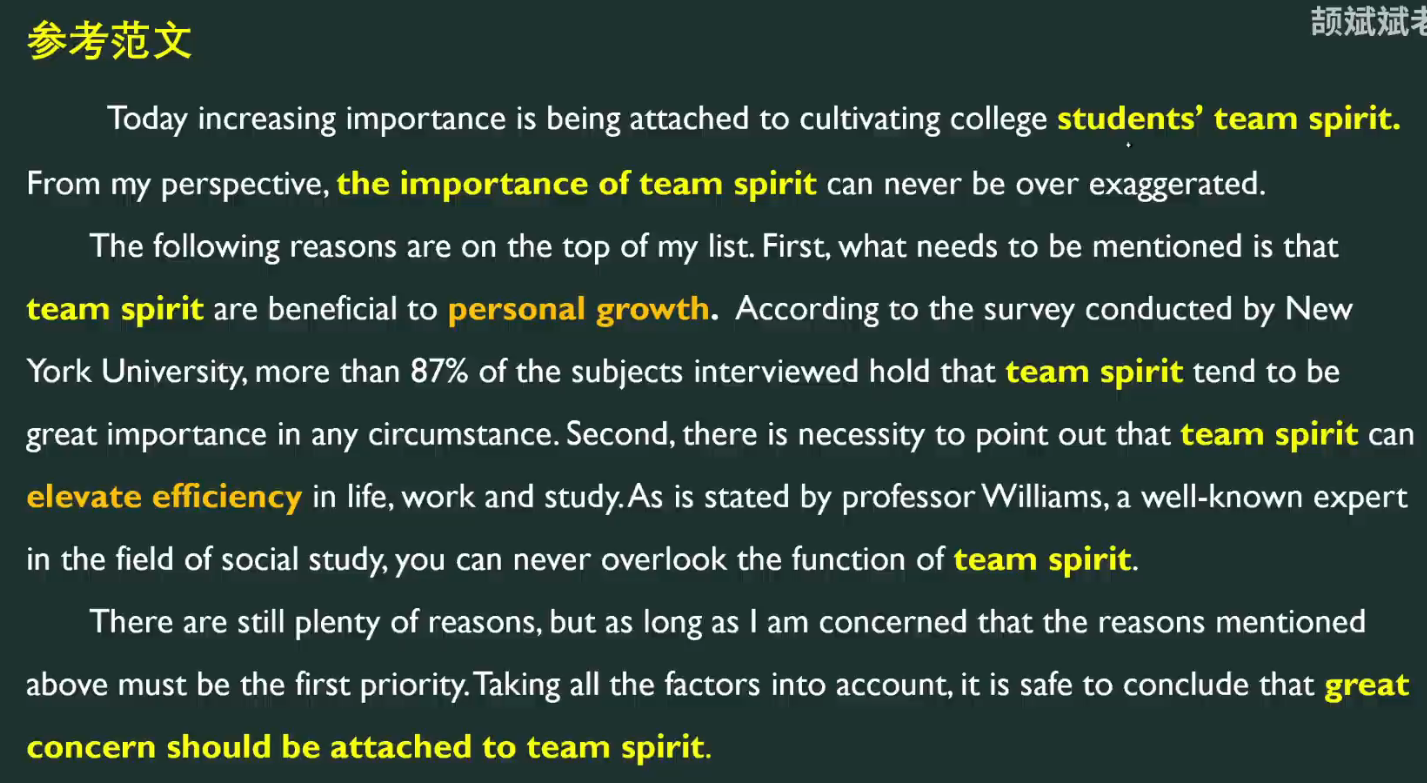 参考范文
颉斌斌老
Today increasing importance is being attached to cultivating college students’ team spirit.
From my perspective, the importance of team spirit can never be over exaggerated.
The following reasons are on the top of my list. First, what needs to be mentioned is that
team spirit are beneficial to personal growth. According to the survey conducted by New
York University, more than 87% of the subjects interviewed hold that team spirit tend to be
great importance in any circumstance. Second, there is necessity to point out that team spirit can
elevate efficiency in life, work and study. As is stated by professor Williams, a well-known expert
in the field of social study, you can never overlook the function of team spirit.
There are still plenty of reasons, but as long as I am concerned that the reasons mentioned
above must be the first priority. Taking all the factors into account, it is safe to conclude that great
concern should be attached to team spirit.